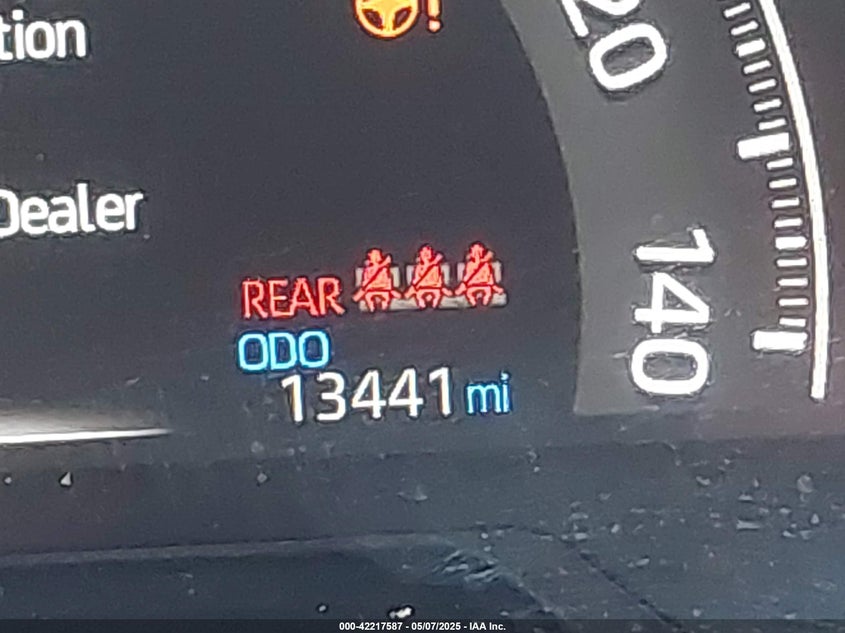 tion
20
Dealer
140
REAR
ODO
13441 mi
000-42217587 - 05/07/2025 - IAA Inc.